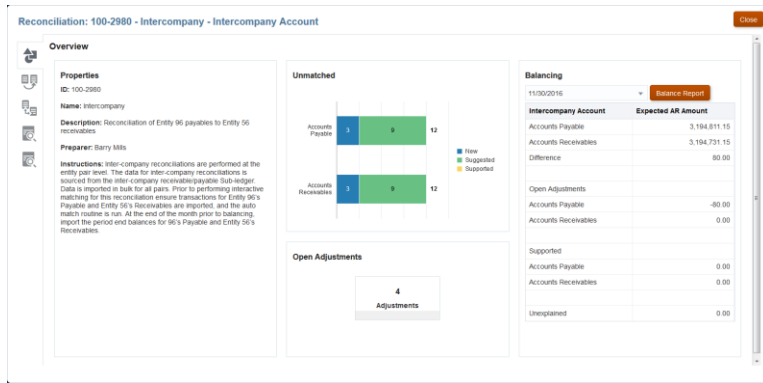 Reconciliation: 100-2980 - Intercompany - Intercompany Account
Close
Overview
Properties
ID: 100-2980
Name: Intercompany
Description: Reconciliation of Entity 96 payables to Entity 56
receivables
Preparer: Barry Mills
Instructions: Inter-company reconciliations are performed at the
entity pair level. The data for inter-company reconciliations is
sourced from the inter-company receivable/payable Sub-ledger.
Data is imported in bulk for all pairs. Prior to performing interactive
matching for this reconciliation ensure transactions for Entity 96's
Payable and Entity 56's Receivables are imported, and the auto
match routine is run. At the end of the month prior to balancing,
import the period end balances for 96's Payable and Entity 56's
Receivables.
Unmatched
Accounts
Payable
3 9 12
Accounts
Receivables
3 9 12
New
Suggested
Supported
Open Adjustments
4
Adjustments
Balancing
11/30/2016
Balance Report
Intercompany Account Expected AR Amount
Accounts Payable 3,194,811.15
Accounts Receivables 3,194,731.15
Difference 80.00
Open Adjustments
Accounts Payable -80.00
Accounts Receivables 0.00
Supported
Accounts Payable 0.00
Accounts Receivables 0.00
Unexplained 0.00